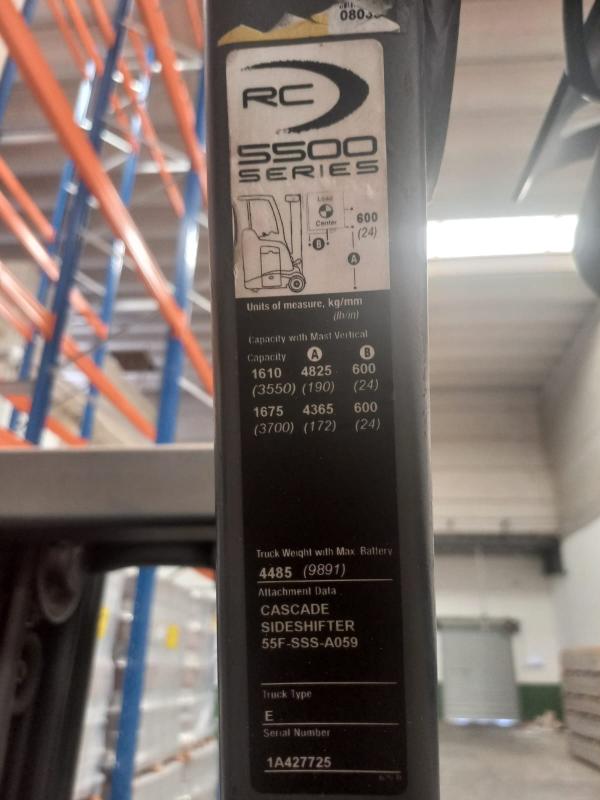 RC
5500
SERIES
Load
Center
600
(24)
B
A
Units of measure, kg/mm
(lb/in)
Capacity with Mast Vertical
Capacity A B
1610 4825 600
(3550) (190) (24)
1675 4365 600
(3700) (172) (24)
Truck Weight with Max. Battery
4485 (9891)
Attachment Data
CASCADE
SIDESHIFTER
55F-SSS-A059
Truck Type
E
Serial Number
1A427725